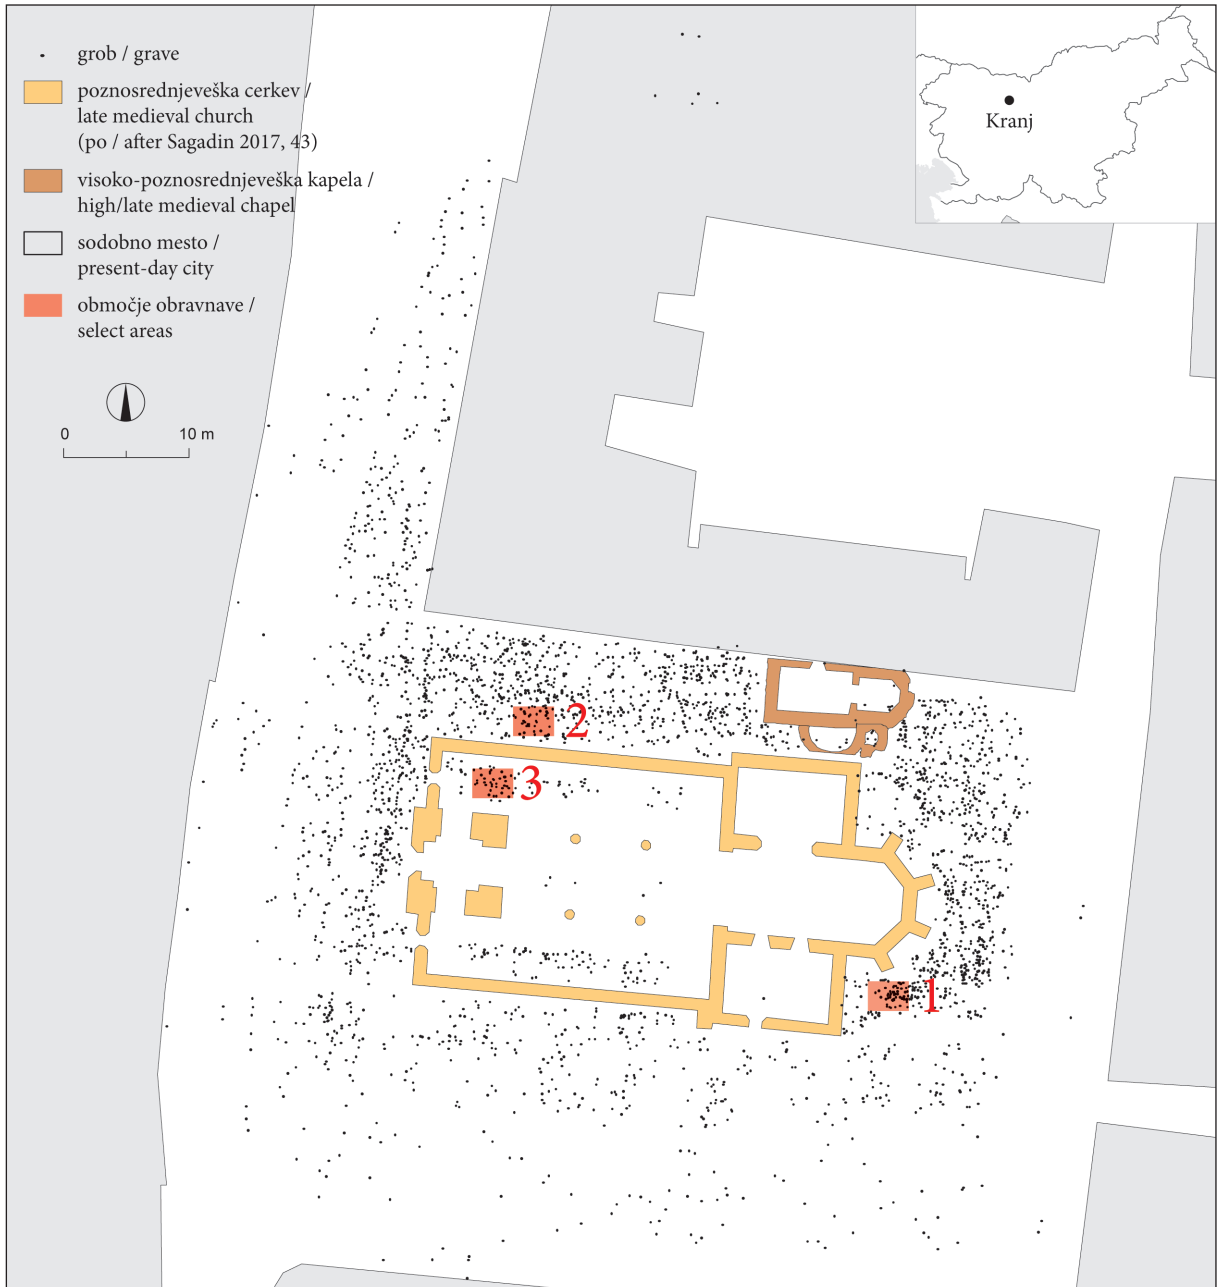 grob / grave
poznosrednjeveška cerkev /
late medieval church
(po / after Sagadin 2017, 43)
visoko-poznosrednjeveška kapela /
high/late medieval chapel
sodobno mesto /
present-day city
območje obravnave /
select areas
0 10 m
Kranj
2
3
1